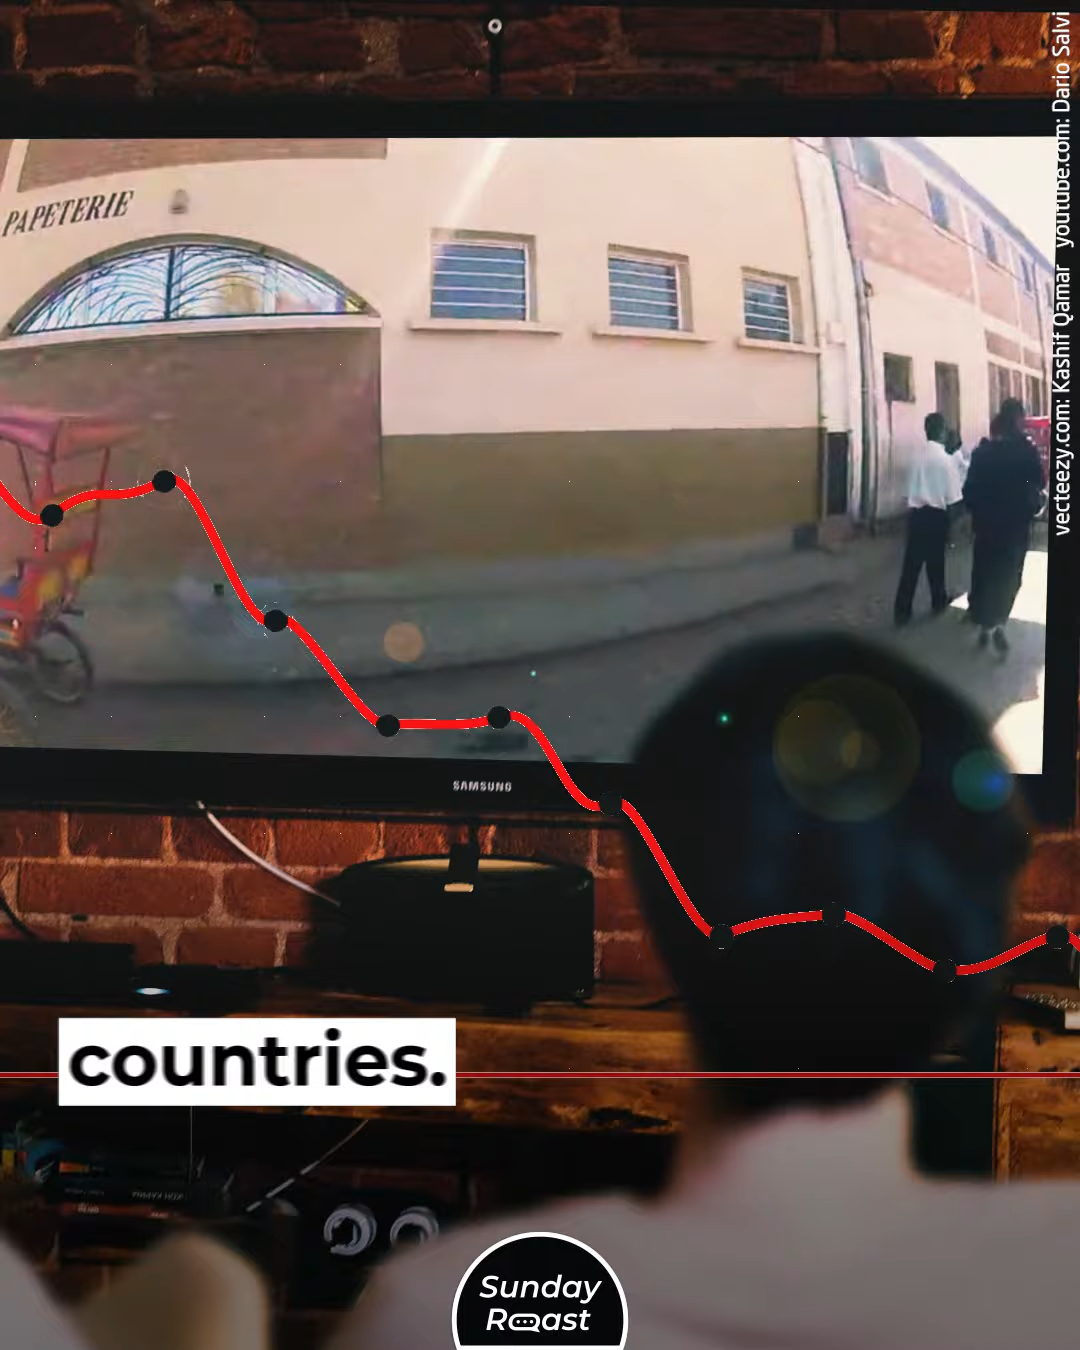 PAPETERIE
vecteezy.com: Kashif Qamar youtube.com: Dario Salvi
SAMSUNG
countries.
Sunday
Roast